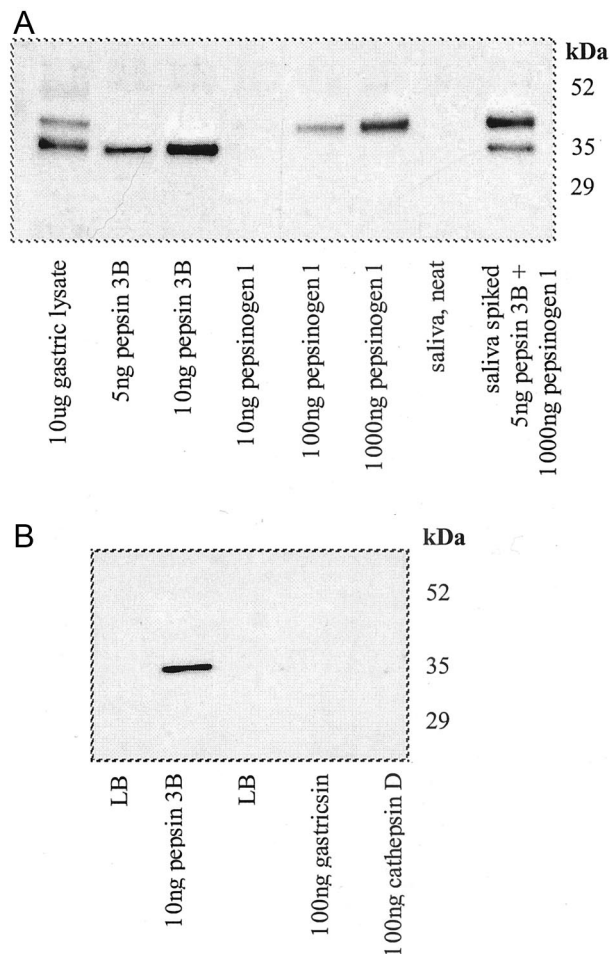 A
kDa
52
35
29
10ug gastric lysate
5ng pepsin 3B
10ng pepsin 3B
10ng pepsinogen 1
100ng pepsinogen 1
1000ng pepsinogen 1
saliva, neat
saliva spiked
5ng pepsin 3B +
1000ng pepsinogen 1
B
kDa
52
35
29
LB
10ng pepsin 3B
LB
100ng gastricsin
100ng cathepsin D